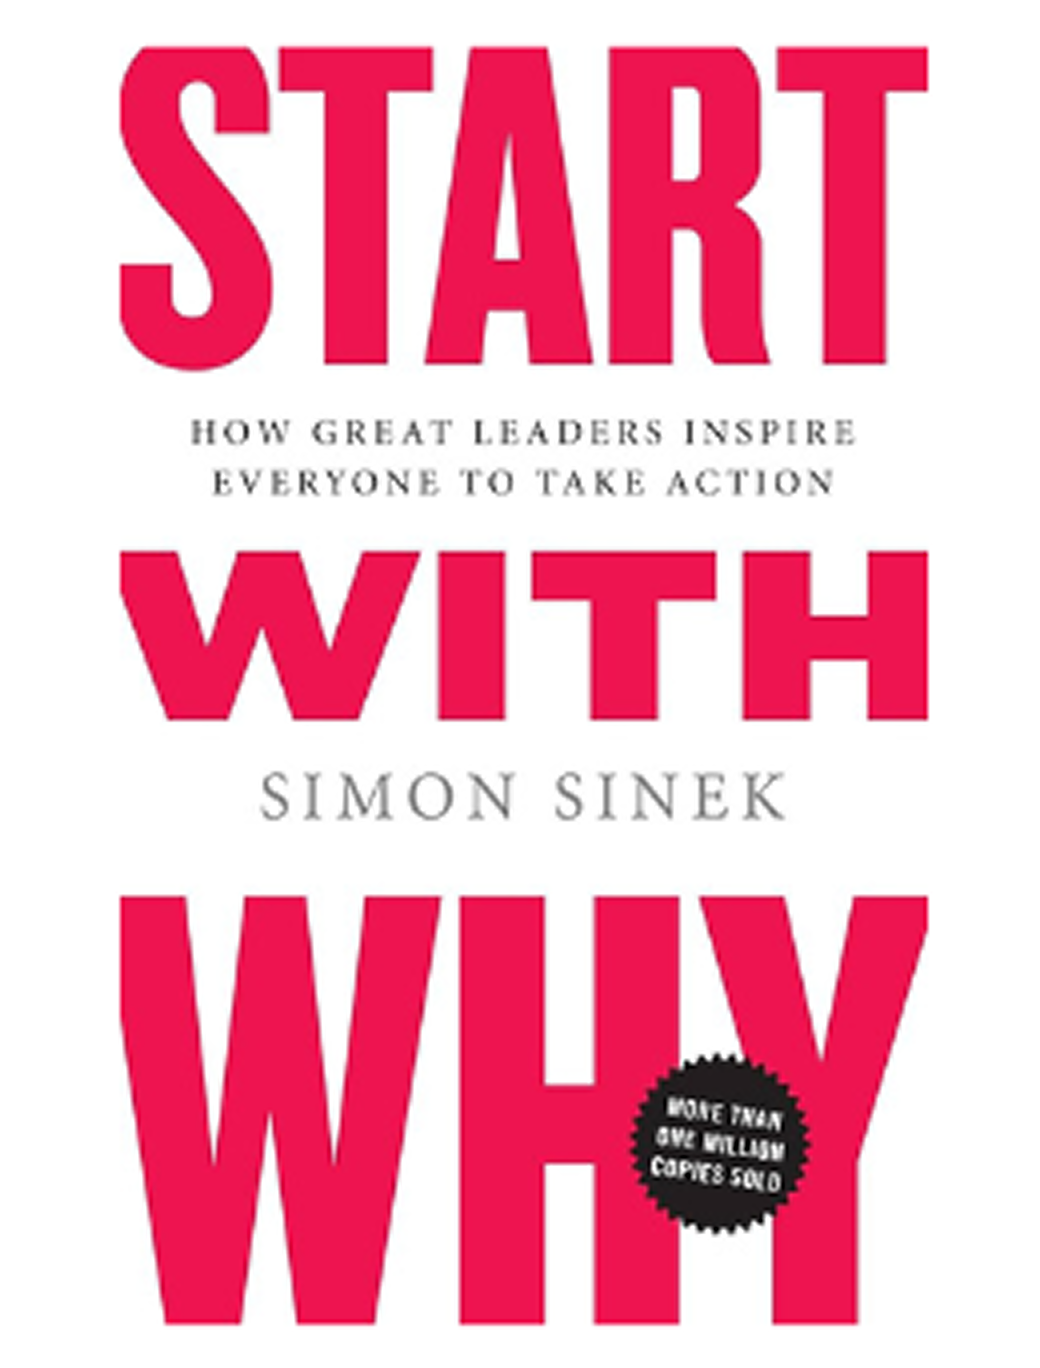 START
HOW GREAT LEADERS INSPIRE
EVERYONE TO TAKE ACTION
WITH
SIMON SINEK
WHY
MORE THAN
ONE MILLION
COPIES SOLD